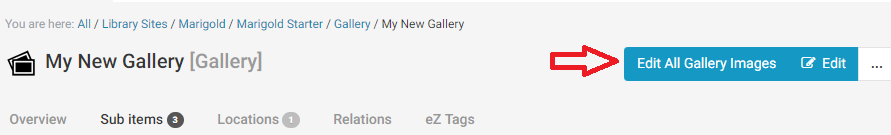 You are here: All / Library Sites / Marigold / Marigold Starter / Gallery / My New Gallery
My New Gallery [Gallery] Edit All Gallery Images Edit ...
Overview Sub items 3 Locations 1 Relations eZ Tags